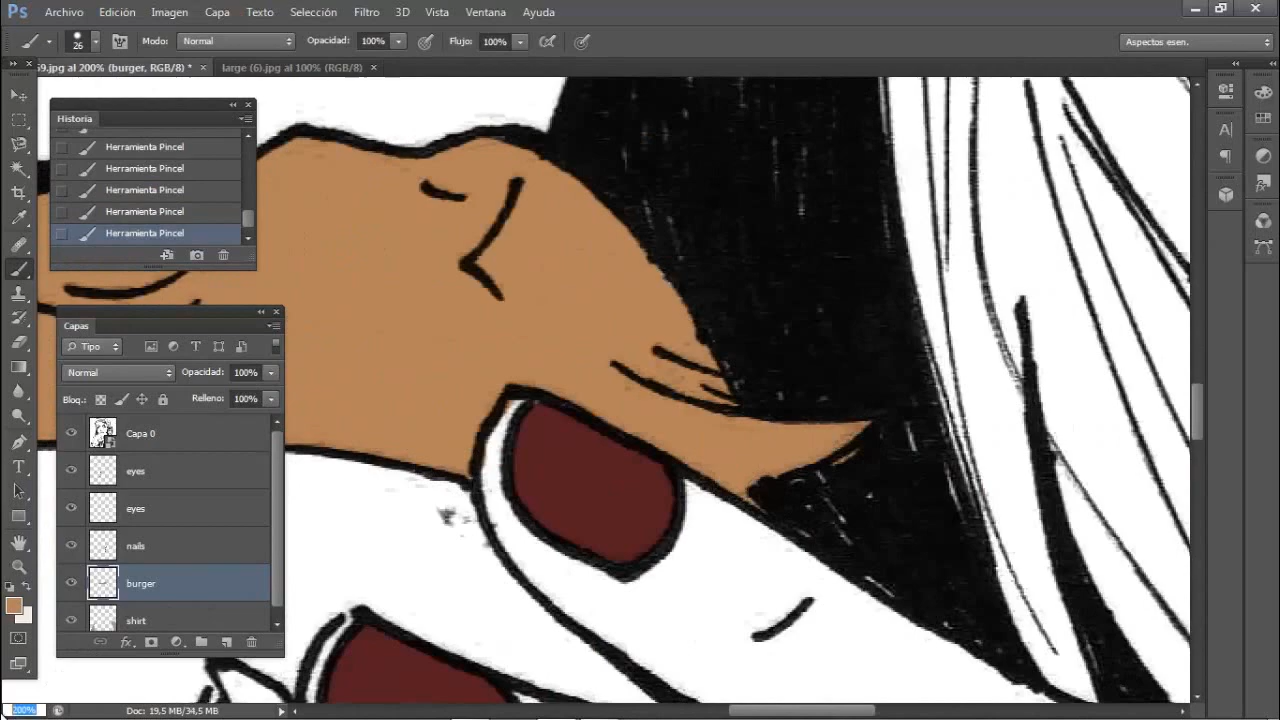 Ps Archivo Edición Imagen Capa Texto Selección Filtro 3D Vista Ventana Ayuda
26 Modo: Normal Opacidad: 100% Flujo: 100% Aspectos esen.
69.jpg al 200% (burger, RGB/8) * × large (6).jpg al 100% (RGB/8) ×
Historia
Herramienta Pincel
Herramienta Pincel
Herramienta Pincel
Herramienta Pincel
Herramienta Pincel
Capas
Tipo
Normal Opacidad: 100%
Bloq.: Relleno: 100%
Capa 0
eyes
eyes
nails
burger
shirt
fx
200% Doc: 19,5 MB/34,5 MB